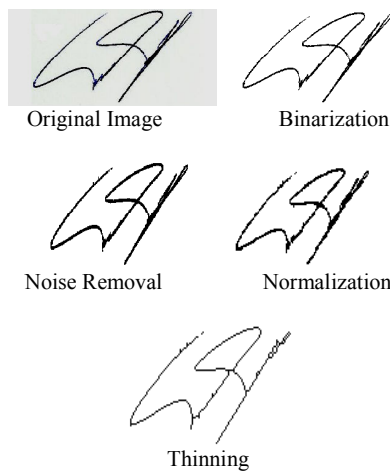 Original Image
Binarization
Noise Removal
Normalization
Thinning